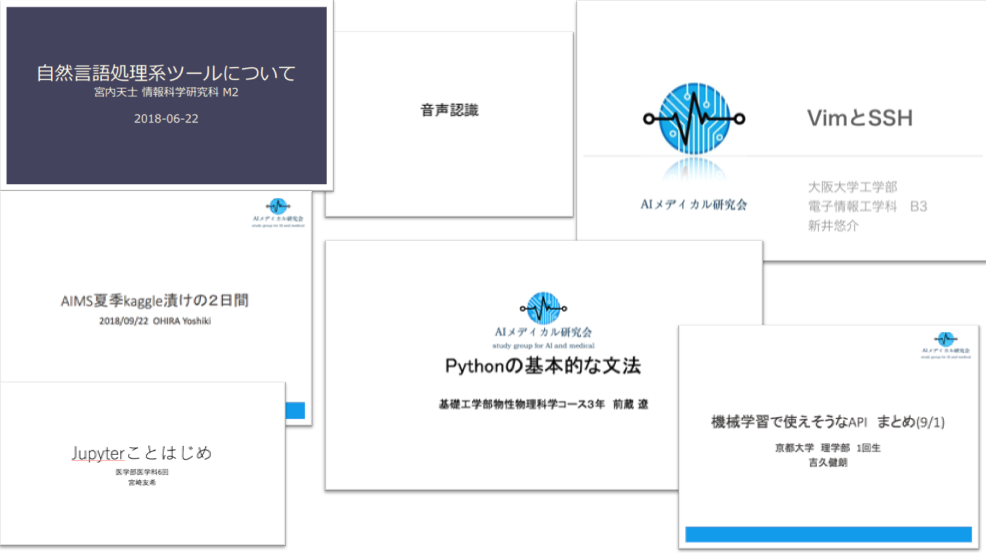 自然言語処理系ツールについて
宮内天士 情報科学研究科 M2
2018-06-22
音声認識
VimとSSH
AIメディカル研究会
大阪大学工学部
電子情報工学科　B3
新井悠介
AIメディカル研究会
study group for AI and medical
AIMS夏季kaggle漬けの２日間
2018/09/22 OHIRA Yoshiki
AIメディカル研究会
study group for AI and medical
Pythonの基本的な文法
基礎工学部物性物理科学コース３年　前蔵 遼
AIメディカル研究会
study group for AI and medical
機械学習で使えそうなAPI　まとめ(9/1)
京都大学　理学部　1回生
言久健朗
Jupyterことはじめ
医学部医学科6回
宮崎友希